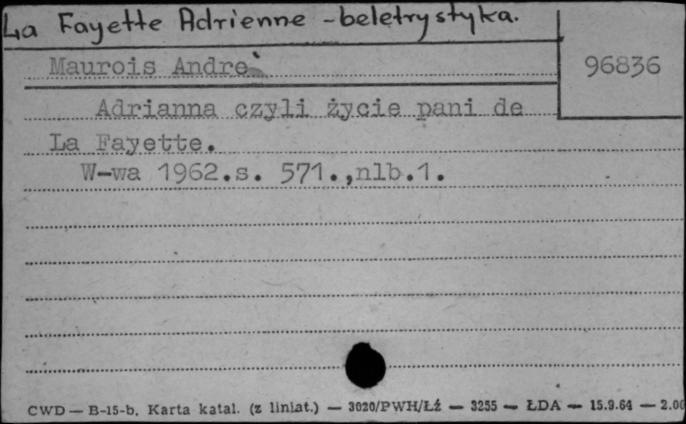 La Fayette Adrienne - beletrystyka.
Maurois André
96836
Adrianna czyli życie pani de
La Fayette.
W-wa 1962.s. 571.,nlb.1.
CWD — B-15-b. Karta katal. (z liniat.) — 3020/PWH/Łź — 3255 — ŁDA — 15.9.64 — 2.00